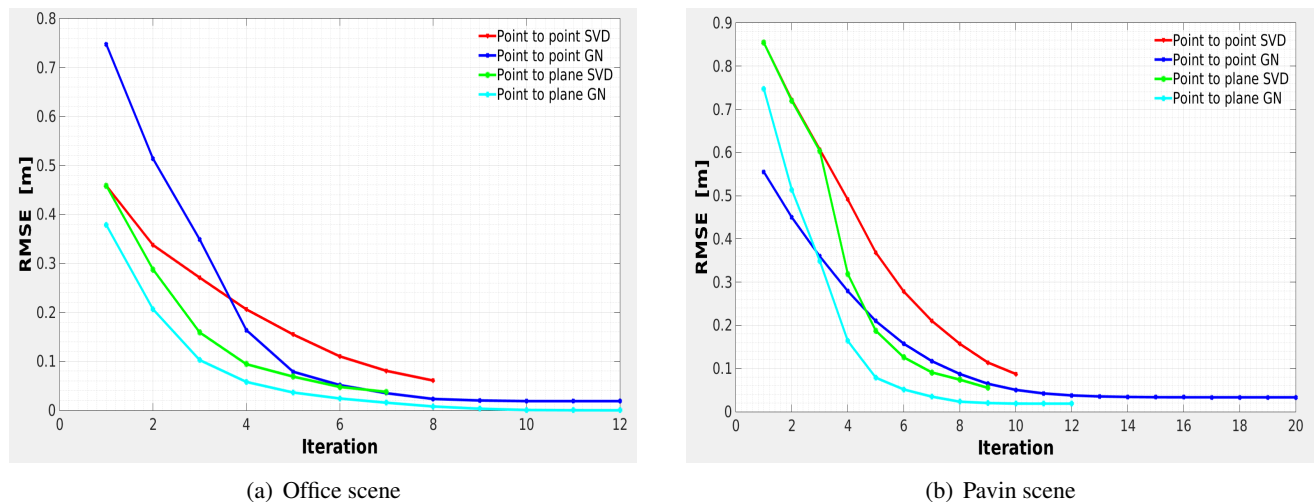 0.8
0.7
0.6
0.5
0.4
0.3
0.2
0.1
0
RMSE [m]
0 2 4 6 8 10 12
Iteration
Point to point SVD
Point to point GN
Point to plane SVD
Point to plane GN
(a) Office scene
0.9
0.8
0.7
0.6
0.5
0.4
0.3
0.2
0.1
0
RMSE [m]
0 2 4 6 8 10 12 14 16 18 20
Iteration
Point to point SVD
Point to point GN
Point to plane SVD
Point to plane GN
(b) Pavin scene